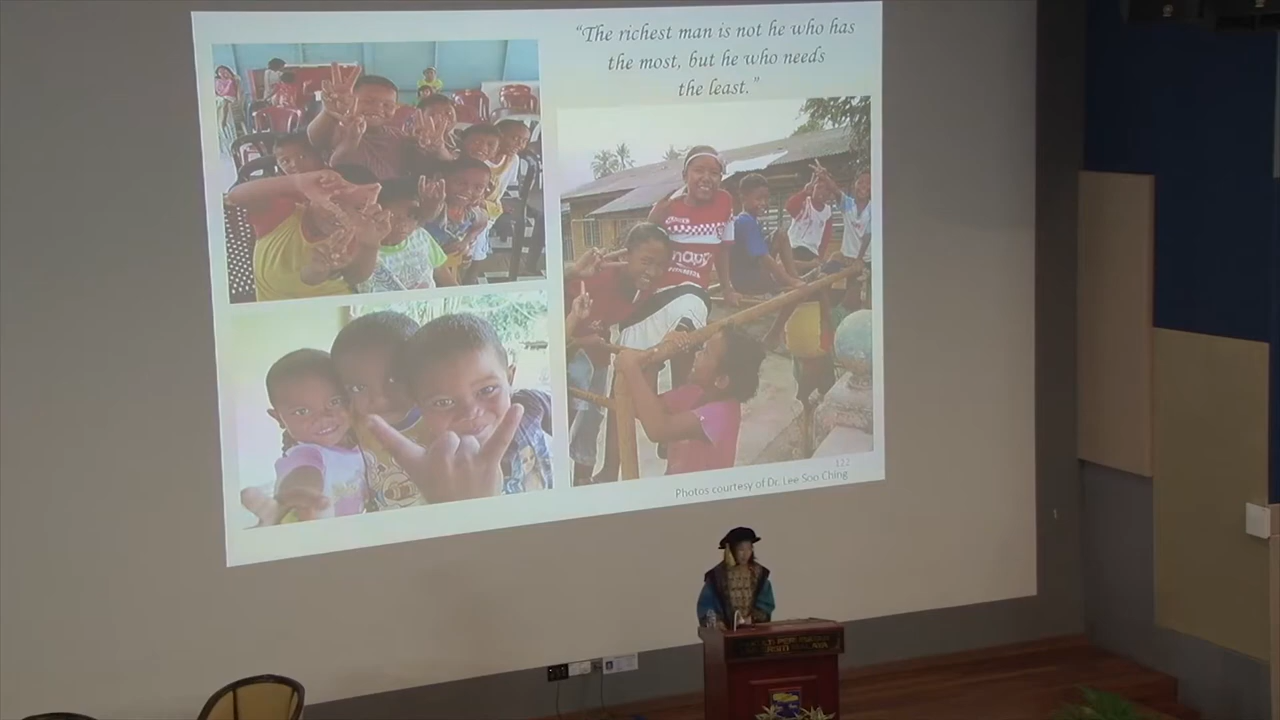 “The richest man is not he who has
the most, but he who needs
the least.”
122
Photos courtesy of Dr. Lee Soo Ching